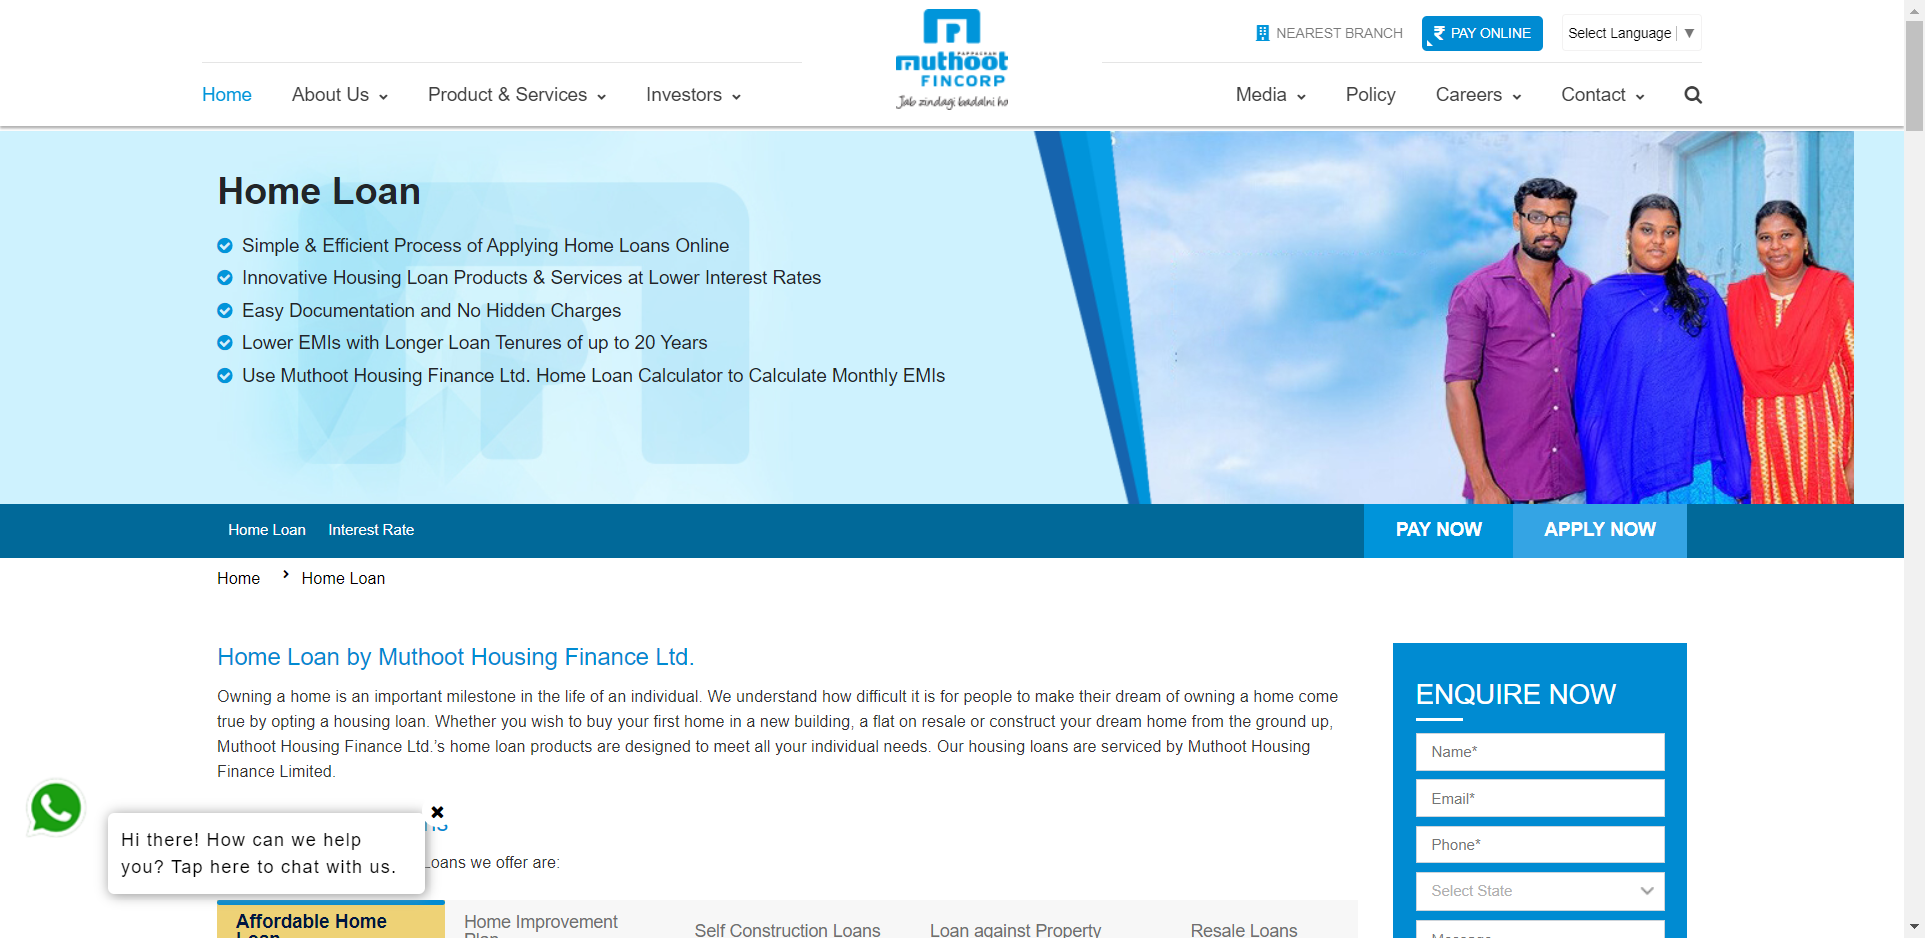 NEAREST BRANCH
PAY ONLINE
Select Language ▼
PAPPACHAN
muthoot
FINCORP
Jab zindagi badalni ho
Home
About Us
Product & Services
Investors
Media
Policy
Careers
Contact
Home Loan
Simple & Efficient Process of Applying Home Loans Online
Innovative Housing Loan Products & Services at Lower Interest Rates
Easy Documentation and No Hidden Charges
Lower EMIs with Longer Loan Tenures of up to 20 Years
Use Muthoot Housing Finance Ltd. Home Loan Calculator to Calculate Monthly EMIs
Home Loan
Interest Rate
PAY NOW
APPLY NOW
Home
Home Loan
Home Loan by Muthoot Housing Finance Ltd.
Owning a home is an important milestone in the life of an individual. We understand how difficult it is for people to make their dream of owning a home come
true by opting a housing loan. Whether you wish to buy your first home in a new building, a flat on resale or construct your dream home from the ground up,
Muthoot Housing Finance Ltd.’s home loan products are designed to meet all your individual needs. Our housing loans are serviced by Muthoot Housing
Finance Limited.
Hi there! How can we help
you? Tap here to chat with us.
Loans we offer are:
Affordable Home
Loan
Home Improvement
Plan
Self Construction Loans
Loan against Property
Resale Loans
ENQUIRE NOW
Name*
Email*
Phone*
Select State
Message